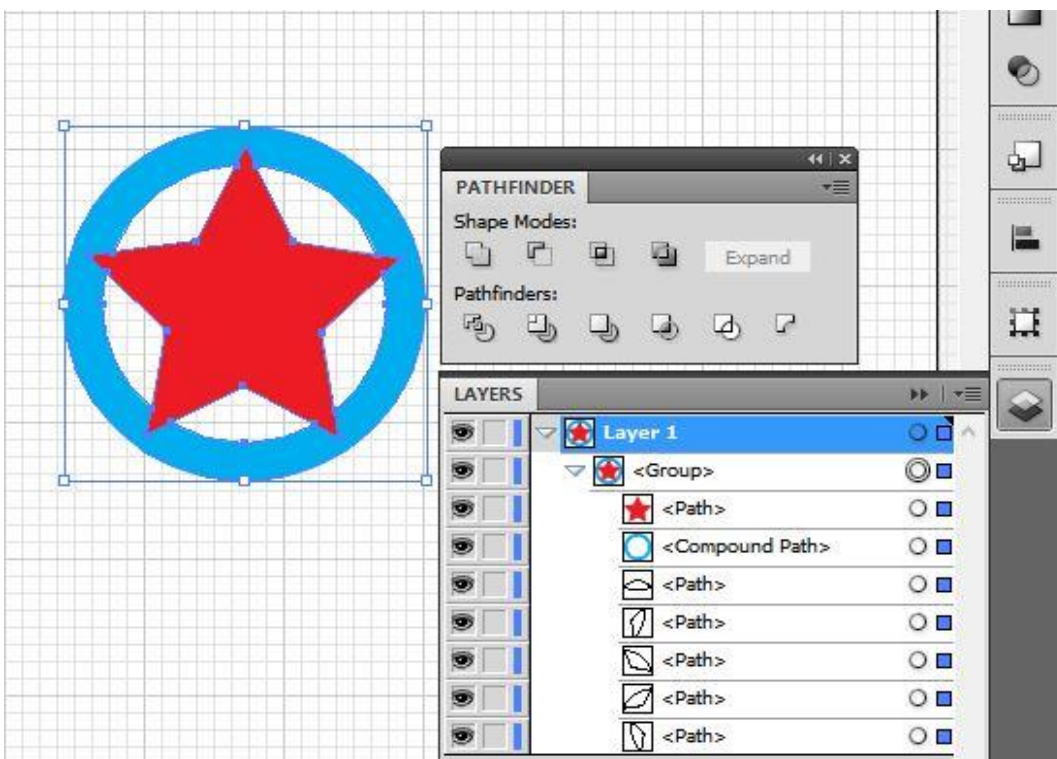 PATHFINDER
Shape Modes:
Expand
Pathfinders:
LAYERS
Layer 1
<Group>
<Path>
<Compound Path>
<Path>
<Path>
<Path>
<Path>
<Path>